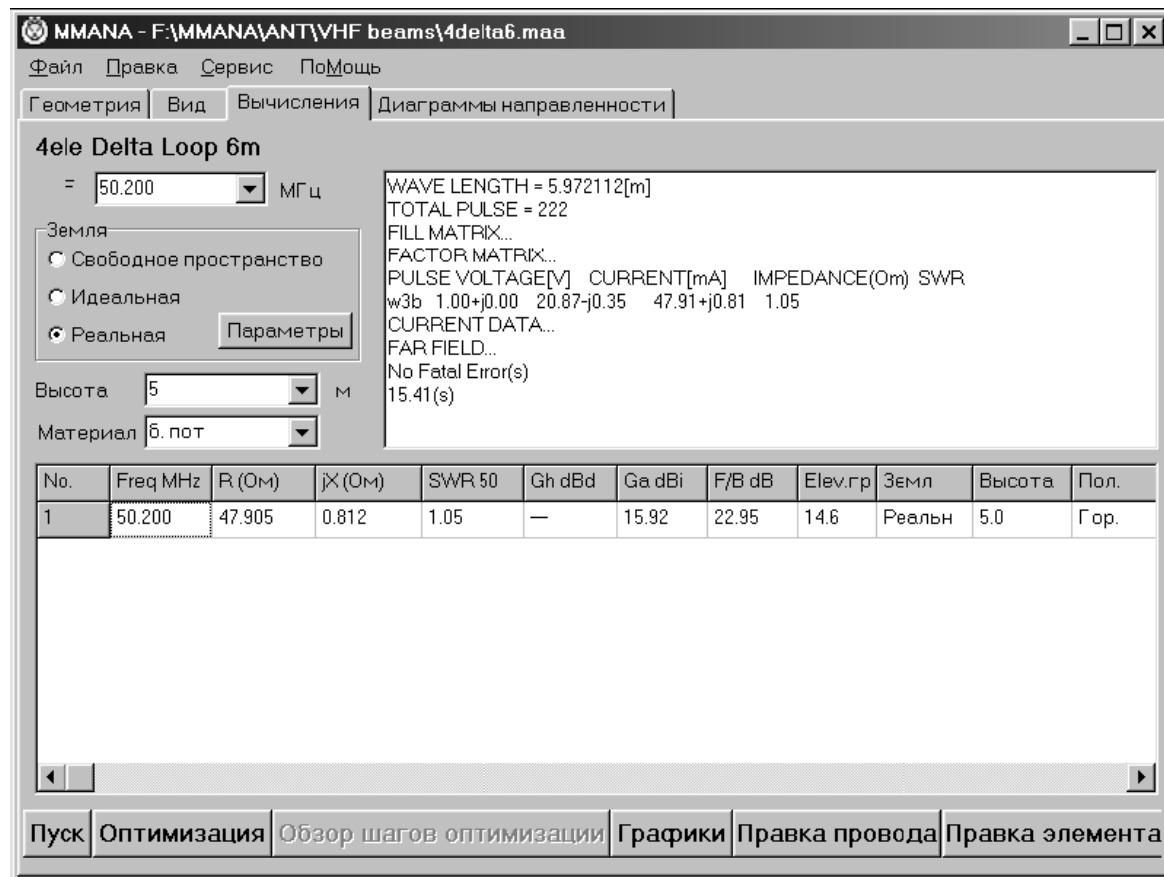 MMANA - F:\MMANA\ANT\VHF beams\4delta6.maa
Файл Правка Сервис ПоМощь
Геометрия Вид Вычисления Диаграммы направленности
4ele Delta Loop 6m
= 50.200 МГц
Земля
Свободное пространство
Идеальная
Реальная Параметры
Высота 5 м
Материал б. пот
WAVE LENGTH = 5.972112[m]
TOTAL PULSE = 222
FILL MATRIX...
FACTOR MATRIX...
PULSE VOLTAGE[V] CURRENT[mA] IMPEDANCE(Om) SWR
w3b 1.00+j0.00 20.87-j0.35 47.91+j0.81 1.05
CURRENT DATA...
FAR FIELD...
No Fatal Error(s)
15.41(s)
No. Freq MHz R (Ом) jX (Ом) SWR 50 Gh dBd Ga dBi F/B dB Elev.гр Земл Высота Пол.
1 50.200 47.905 0.812 1.05 — 15.92 22.95 14.6 Реальн 5.0 Гор.
Пуск Оптимизация Обзор шагов оптимизации Графики Правка провода Правка элемента